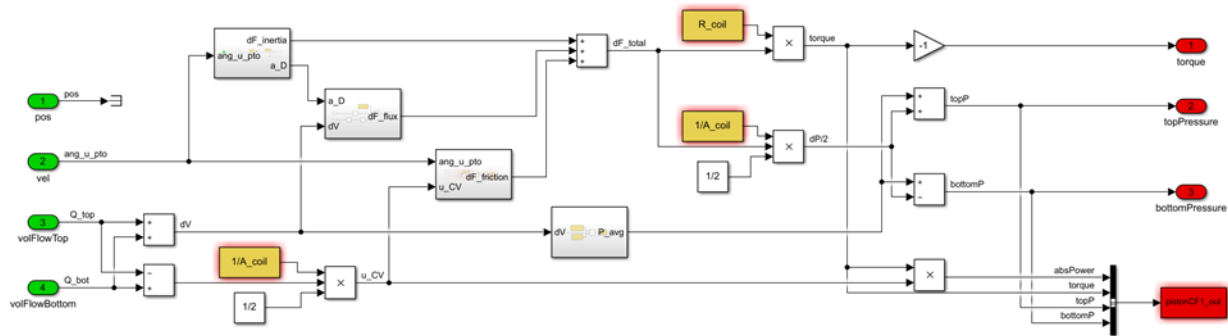 R_coil
dF_inertia
ang_u_pto
a_D
dF_total
torque
-1
1
torque
1
pos
pos
a_D
dV
dF_flux
topP
2
topPressure
1/A_coil
dP/2
1/2
2
ang_u_pto
vel
ang_u_pto
u_CV
dF_friction
bottomP
3
bottomPressure
3
Q_top
volFlowTop
dV
dV
P_avg
1/A_coil
u_CV
4
Q_bot
volFlowBottom
1/2
absPower
torque
topP
bottomP
pistonCF1_out